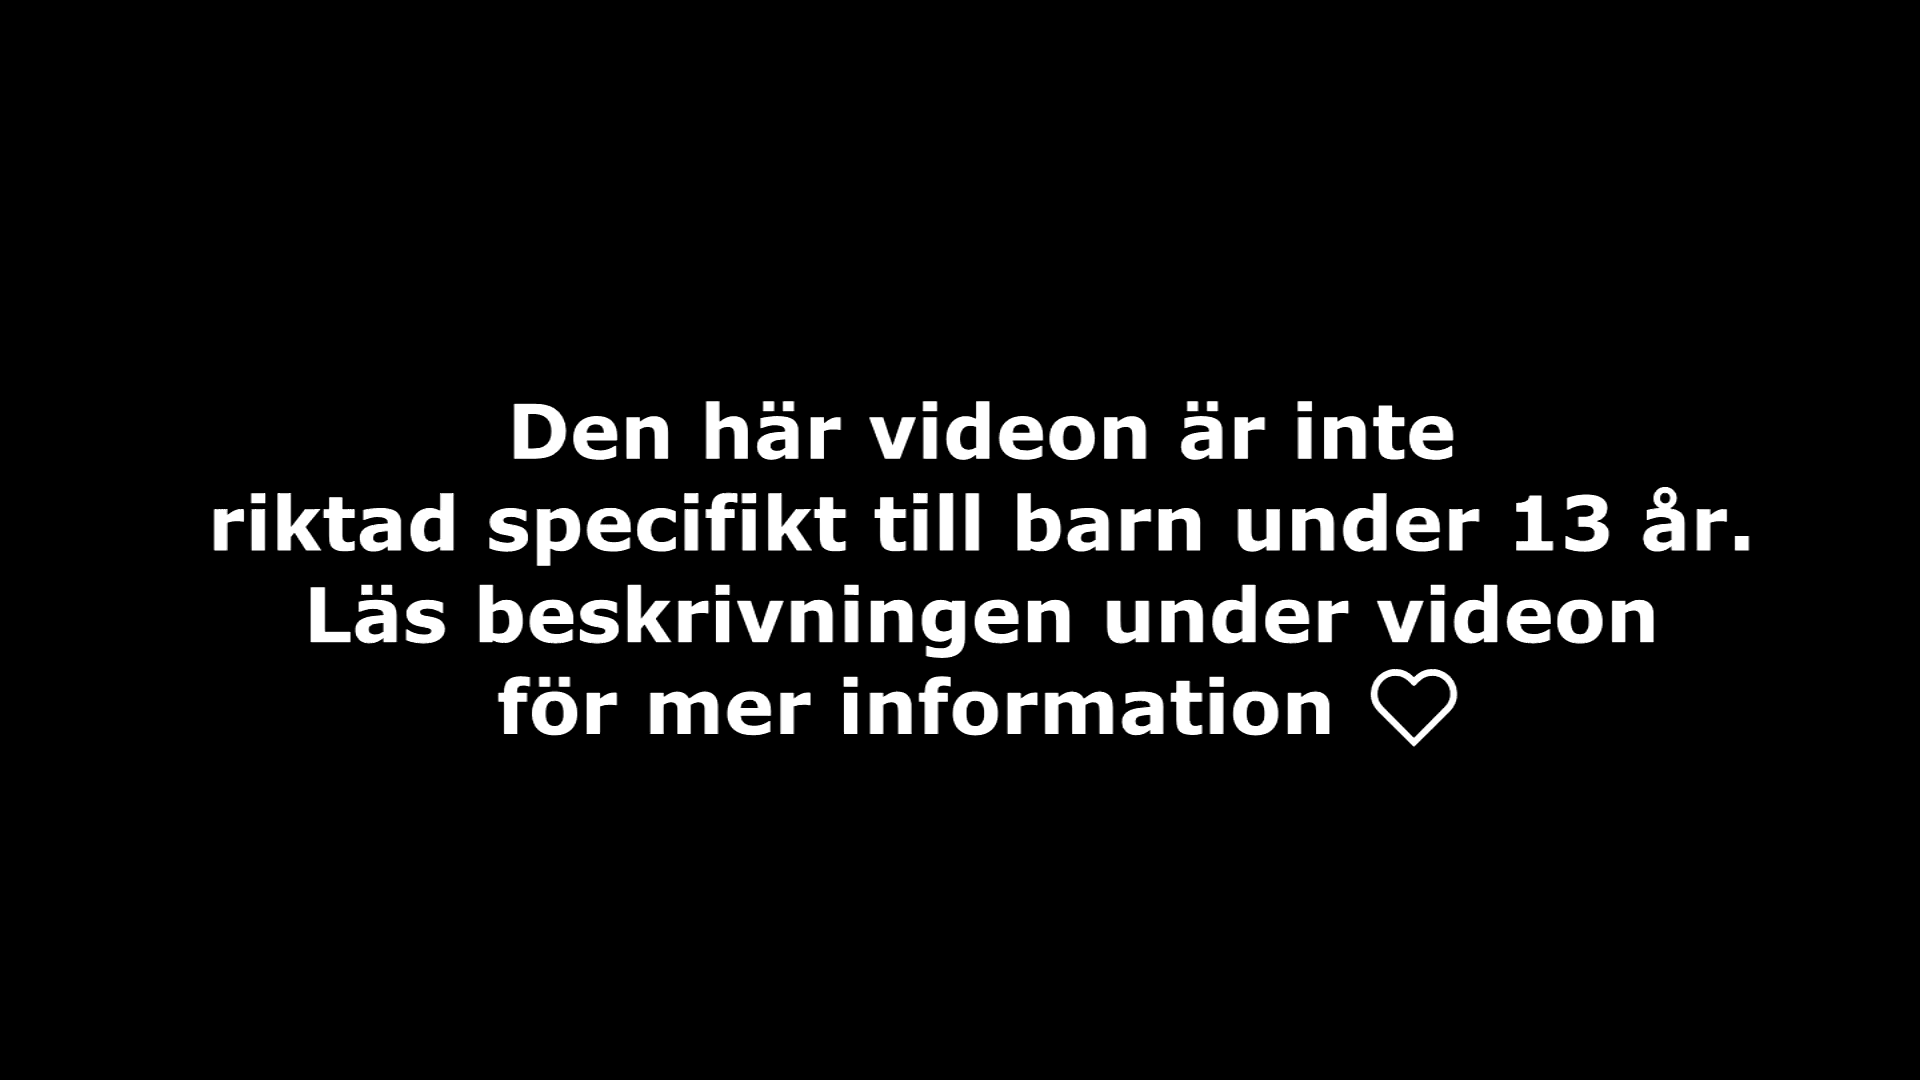 Den här videon är inte
riktad specifikt till barn under 13 år.
Läs beskrivningen under videon
för mer information ♡